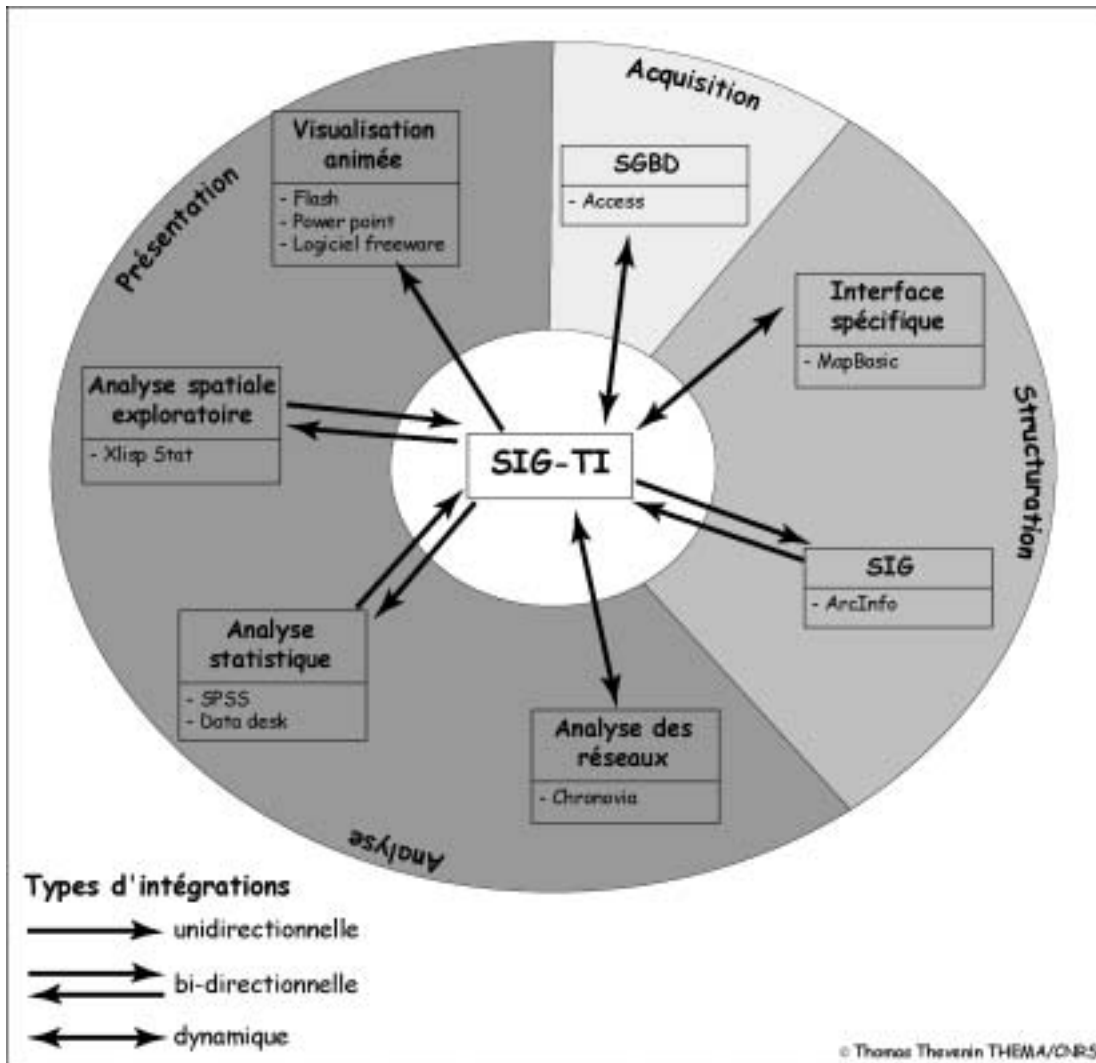 Acquisition
Visualisation
animée
- Flash
- Power point
- Logiciel freeware
SGBD
- Access
Présentation
Interface
spécifique
- MapBasic
Analyse spatiale
exploratoire
- Xlisp Stat
SIG-TI
Structuration
SIG
- ArcInfo
Analyse
statistique
- SPSS
- Data desk
Analyse des
réseaux
- Chronovia
Analyse
Types d'intégrations
unidirectionnelle
bi-directionnelle
dynamique
© Thomas Thevenin THEMA/CNRS